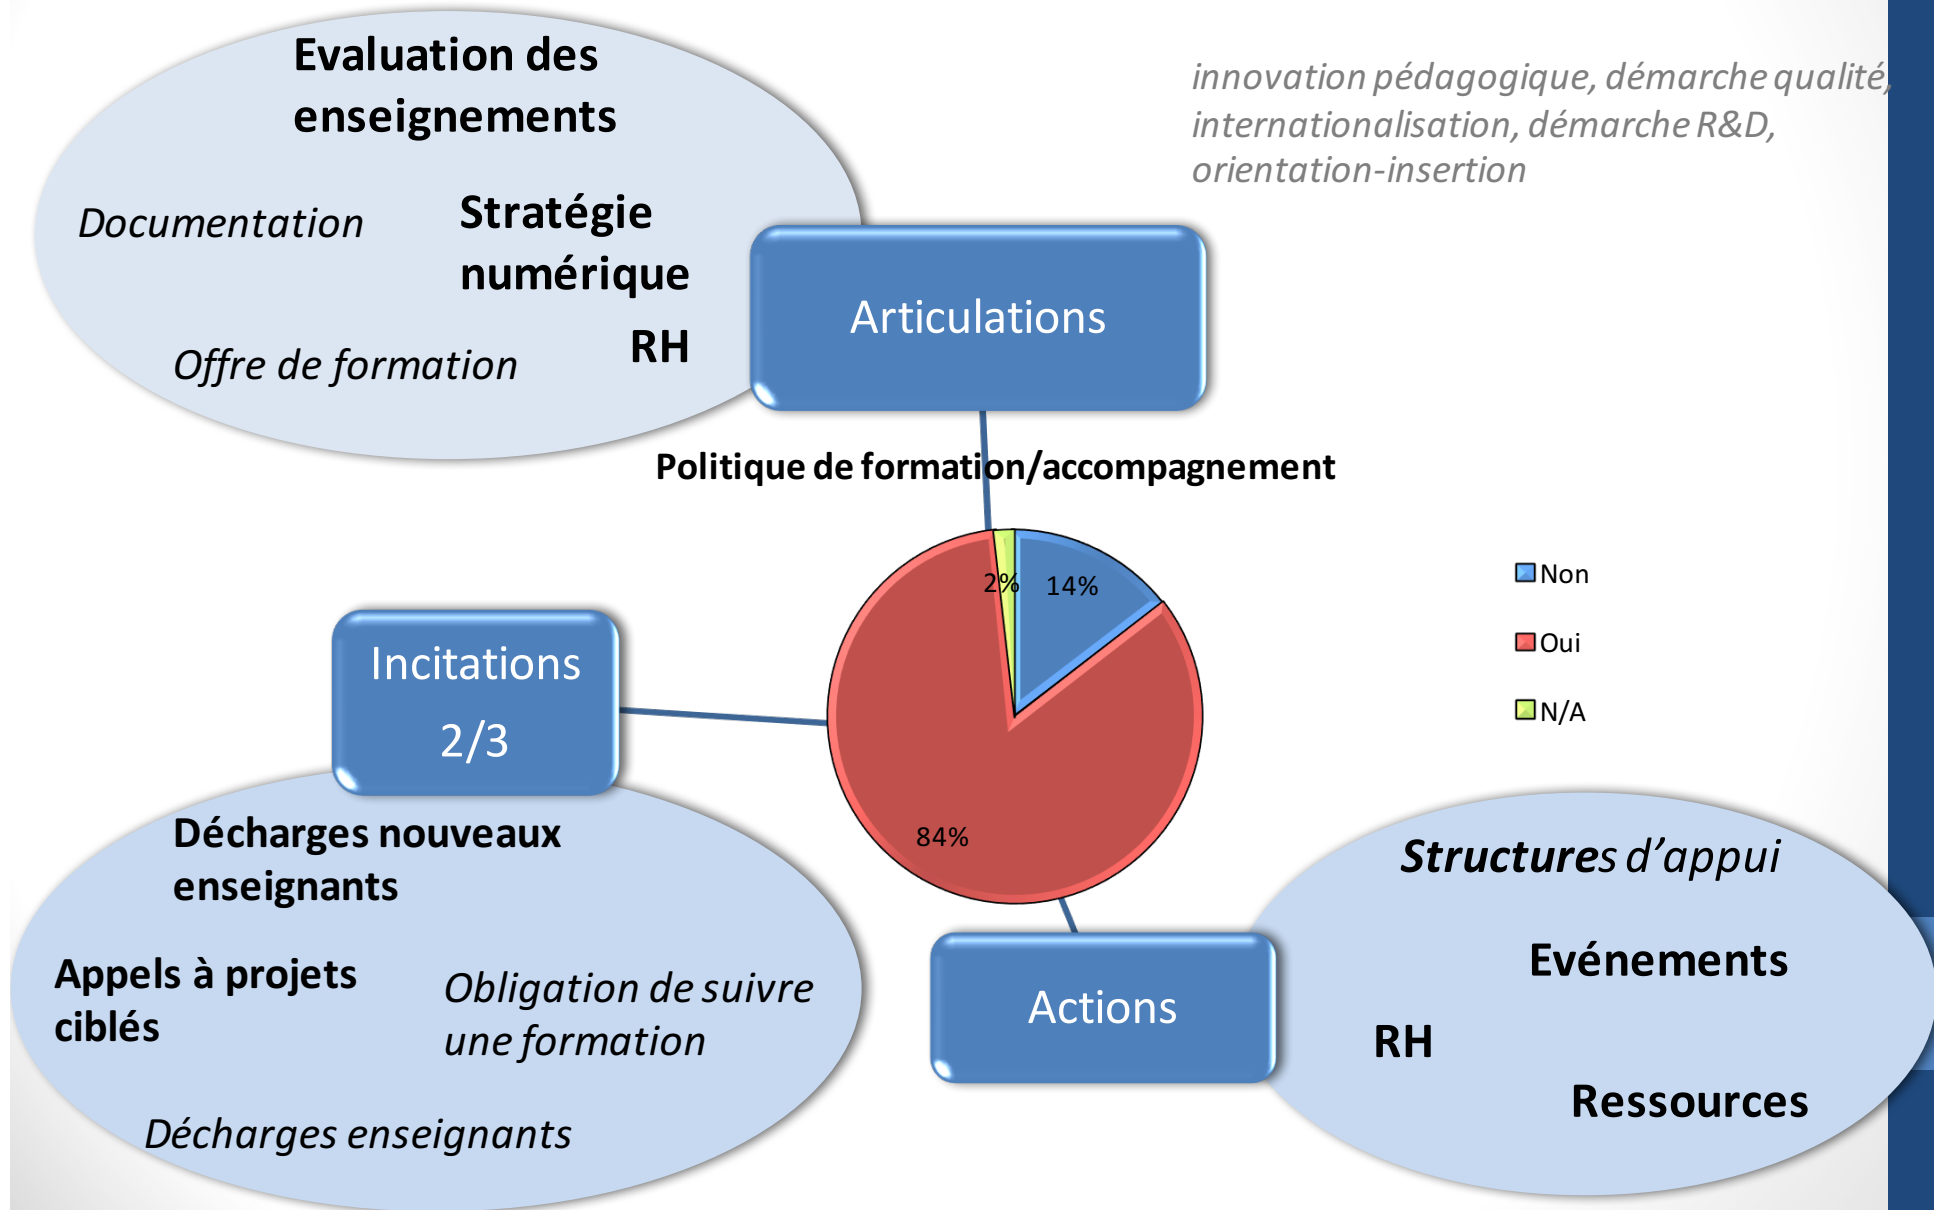 Evaluation des
enseignements
Documentation
Stratégie
numérique
Offre de formation
RH
innovation pédagogique, démarche qualité,
internationalisation, démarche R&D,
orientation-insertion
Articulations
Politique de formation/accompagnement
2%
14%
84%
Non
Oui
N/A
Incitations
2/3
Décharges nouveaux
enseignants
Appels à projets
ciblés
Obligation de suivre
une formation
Décharges enseignants
Actions
Structures d’appui
Evénements
RH
Ressources